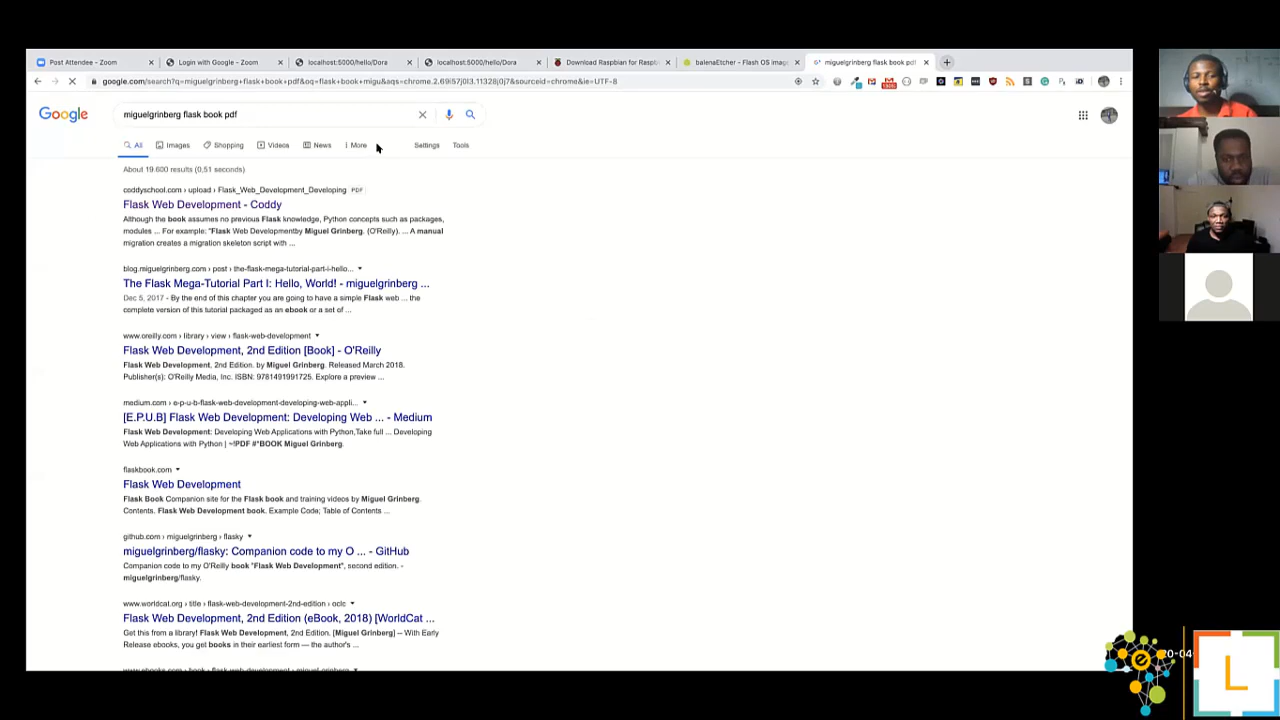 Post Attendee - Zoom
Login with Google - Zoom
localhost:5000/hello/Dora
localhost:5000/hello/Dora
Download Raspbian for Raspb
balenaEtcher - Flash OS imag
miguelgrinberg flask book pdf
google.com/search?q=miguelgrinberg+flask+book+pdf&oq=flask+book+migu&aqs=chrome.2.69i57j0l3.11328j0j7&sourceid=chrome&ie=UTF-8
Google
miguelgrinberg flask book pdf
All
Images
Shopping
Videos
News
More
Settings
Tools
About 19.600 results (0,51 seconds)
coddyschool.com › upload › Flask_Web_Development_Developing PDF
Flask Web Development - Coddy
Although the book assumes no previous Flask knowledge, Python concepts such as packages,
modules ... For example: "Flask Web Developmentby Miguel Grinberg. (O'Reilly). ... A manual
migration creates a migration skeleton script with ...
blog.miguelgrinberg.com › post › the-flask-mega-tutorial-part-i-hello...
The Flask Mega-Tutorial Part I: Hello, World! - miguelgrinberg ...
Dec 5, 2017 - By the end of this chapter you are going to have a simple Flask web ... the
complete version of this tutorial packaged as an ebook or a set of ...
www.oreilly.com › library › view › flask-web-development
Flask Web Development, 2nd Edition [Book] - O'Reilly
Flask Web Development, 2nd Edition. by Miguel Grinberg. Released March 2018.
Publisher(s): O'Reilly Media, Inc. ISBN: 9781491991725. Explore a preview ...
medium.com › e-p-u-b-flask-web-development-developing-web-appli...
[E.P.U.B] Flask Web Development: Developing Web ... - Medium
Flask Web Development: Developing Web Applications with Python,Take full ... Developing
Web Applications with Python | ~!PDF #*BOOK Miguel Grinberg.
flaskbook.com
Flask Web Development
Flask Book Companion site for the Flask book and training videos by Miguel Grinberg.
Contents. Flask Web Development book. Example Code; Table of Contents ...
github.com › miguelgrinberg › flasky
miguelgrinberg/flasky: Companion code to my O ... - GitHub
Companion code to my O'Reilly book "Flask Web Development", second edition. -
miguelgrinberg/flasky.
www.worldcat.org › title › flask-web-development-2nd-edition › oclc
Flask Web Development, 2nd Edition (eBook, 2018) [WorldCat ...
Get this from a library! Flask Web Development, 2nd Edition. [Miguel Grinberg] -- With Early
Release ebooks, you get books in their earliest form — the author's ...
www.ebooks.com › book › flask-web-development › miguel-grinberg
20-04
L